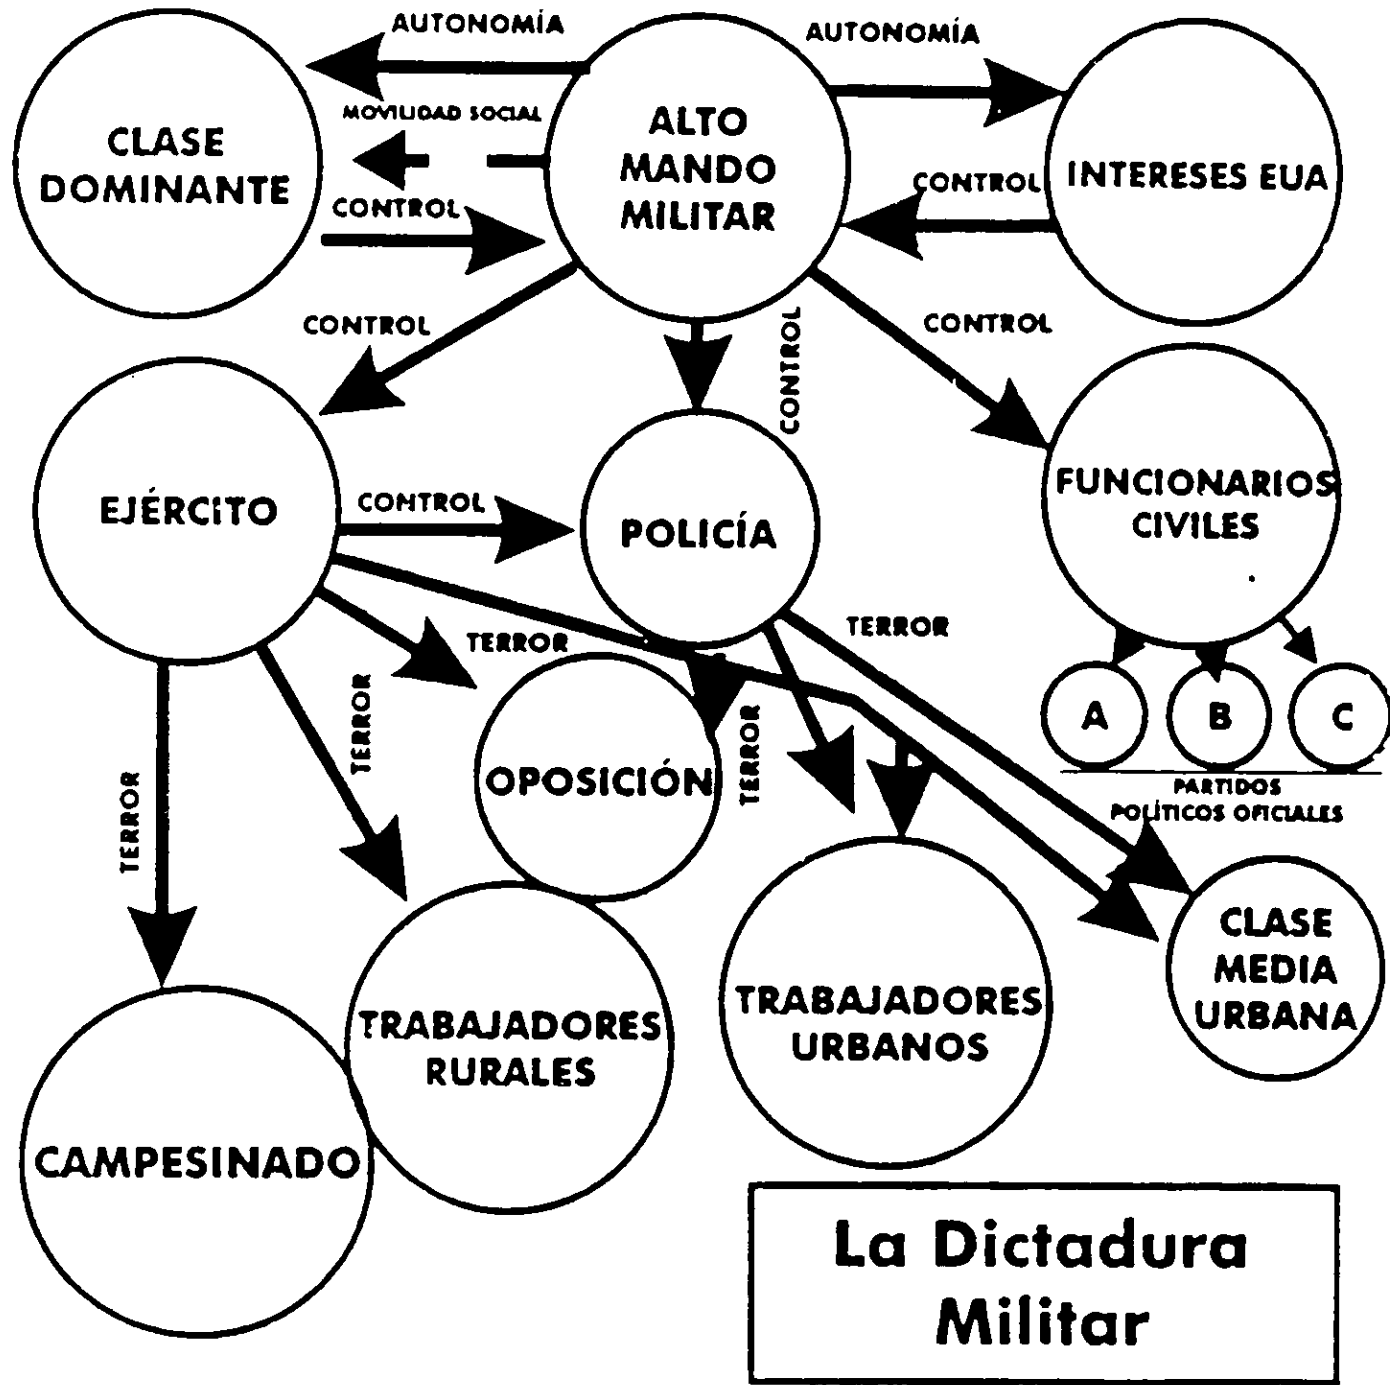 AUTONOMÍA
AUTONOMÍA
MOVILIDAD SOCIAL
CLASE
DOMINANTE
ALTO
MANDO
MILITAR
INTERESES EUA
CONTROL
CONTROL
CONTROL
CONTROL
CONTROL
EJÉRCITO
CONTROL
POLICÍA
FUNCIONARIOS
CIVILES
TERROR
TERROR
TERROR
TERROR
TERROR
A
B
C
PARTIDOS
POLÍTICOS OFICIALES
OPOSICIÓN
CLASE
MEDIA
URBANA
TRABAJADORES
RURALES
TRABAJADORES
URBANOS
CAMPESINADO
La Dictadura
Militar